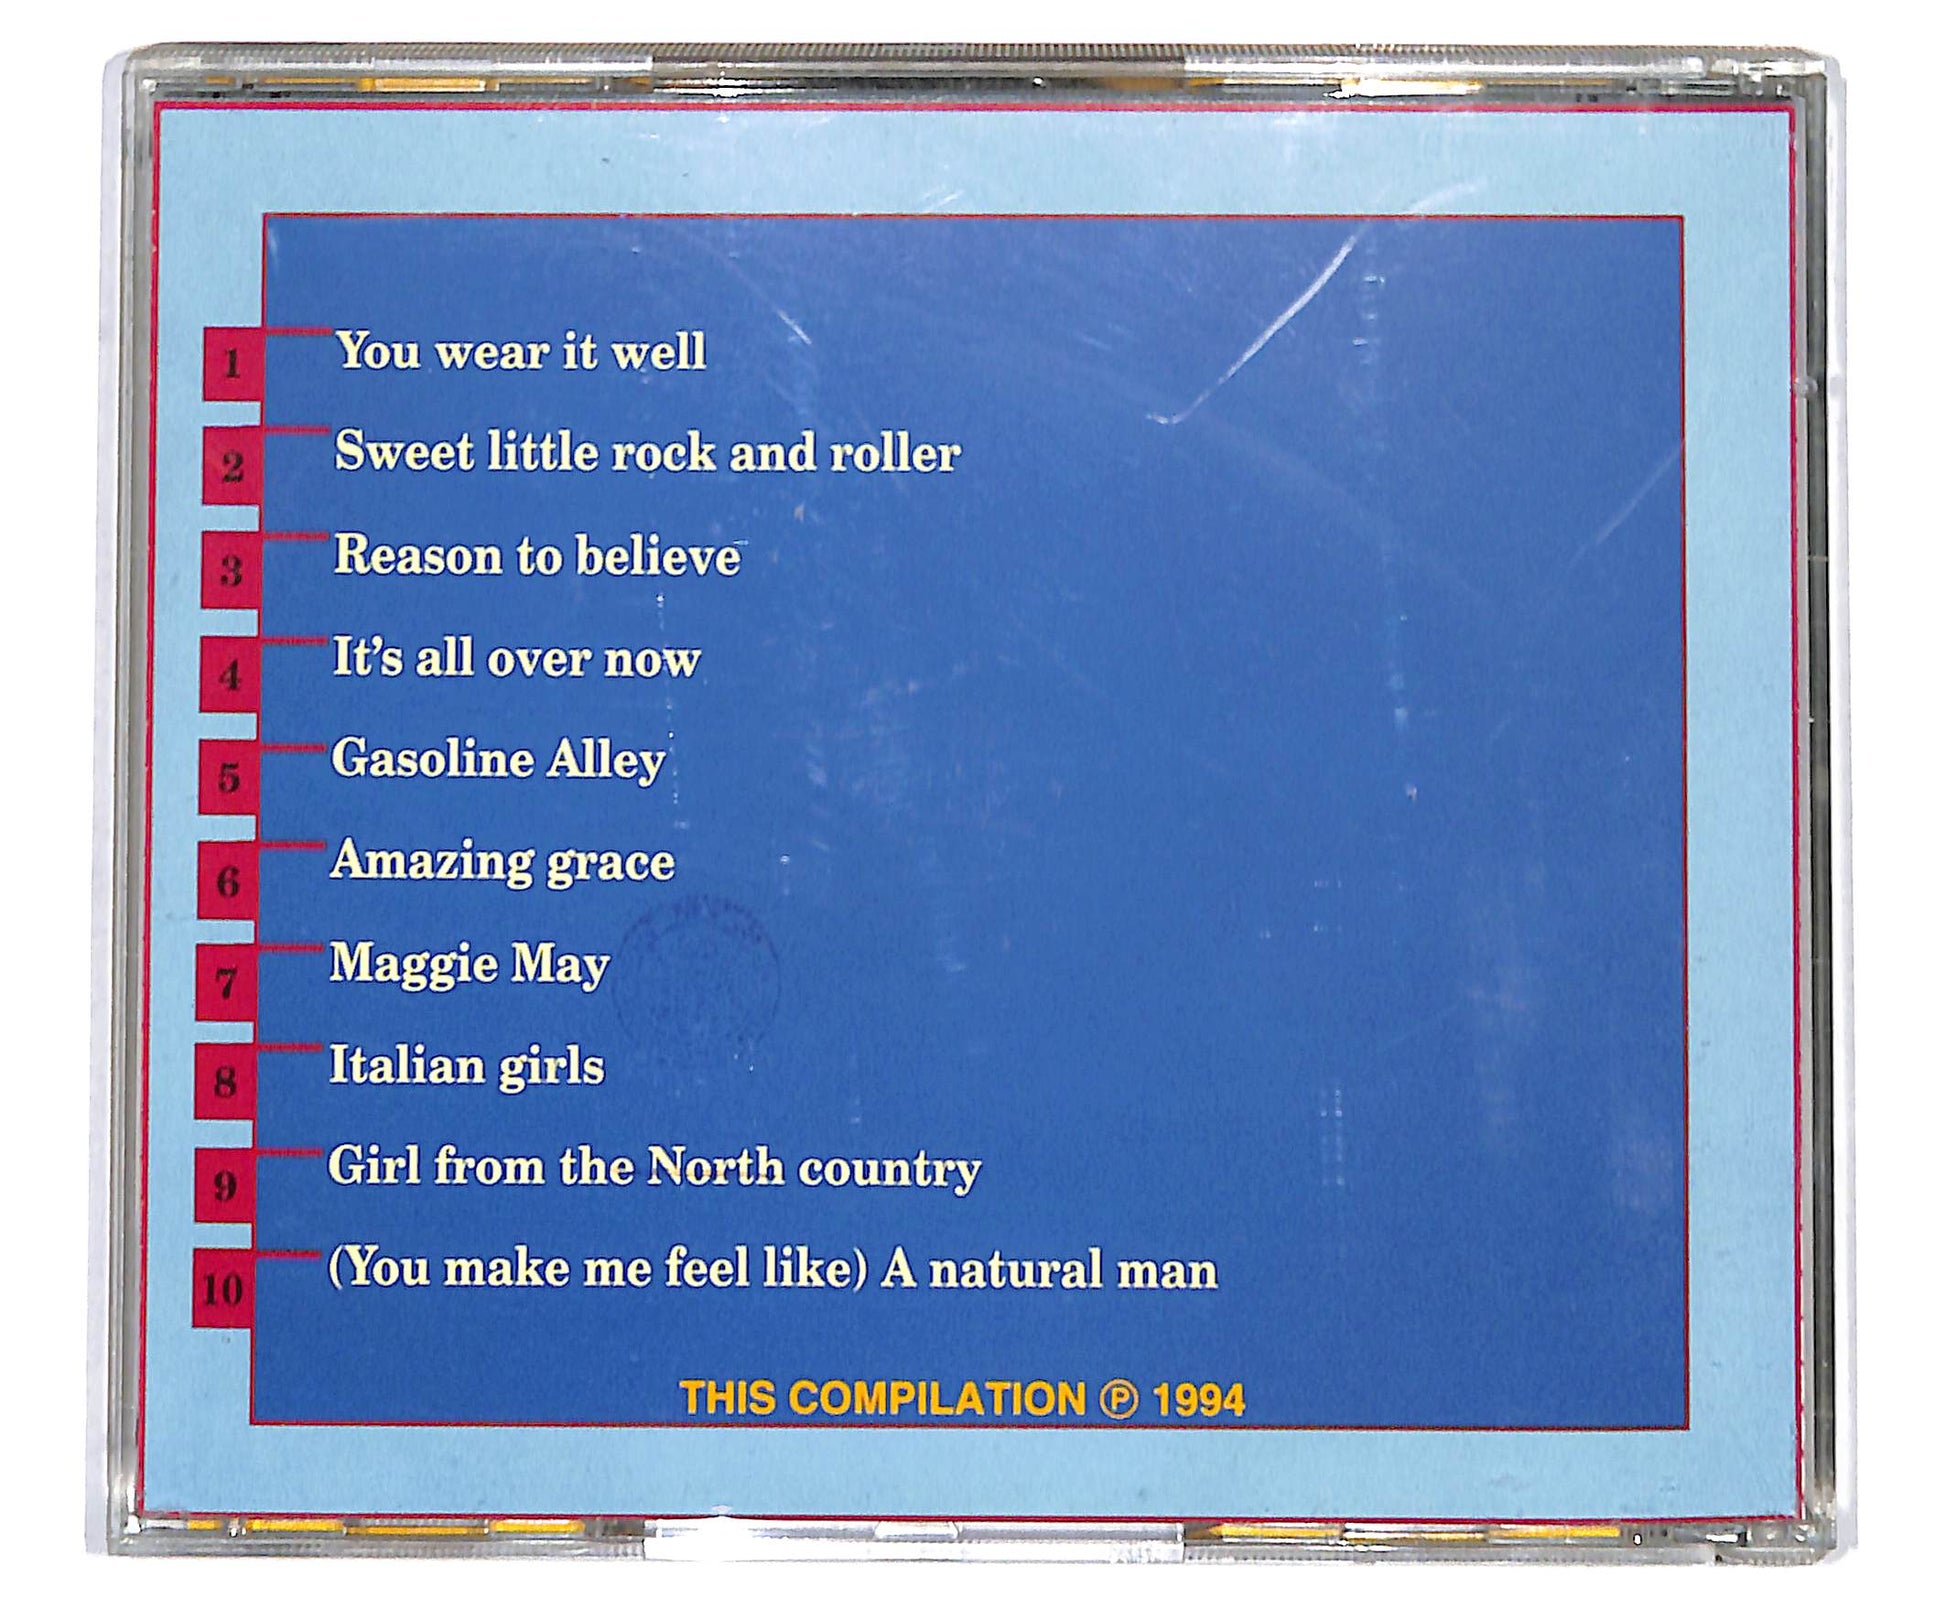 1 You wear it well
2 Sweet little rock and roller
3 Reason to believe
4 It's all over now
5 Gasoline Alley
6 Amazing grace
7 Maggie May
8 Italian girls
9 Girl from the North country
10 (You make me feel like) A natural man
THIS COMPILATION ℗ 1994